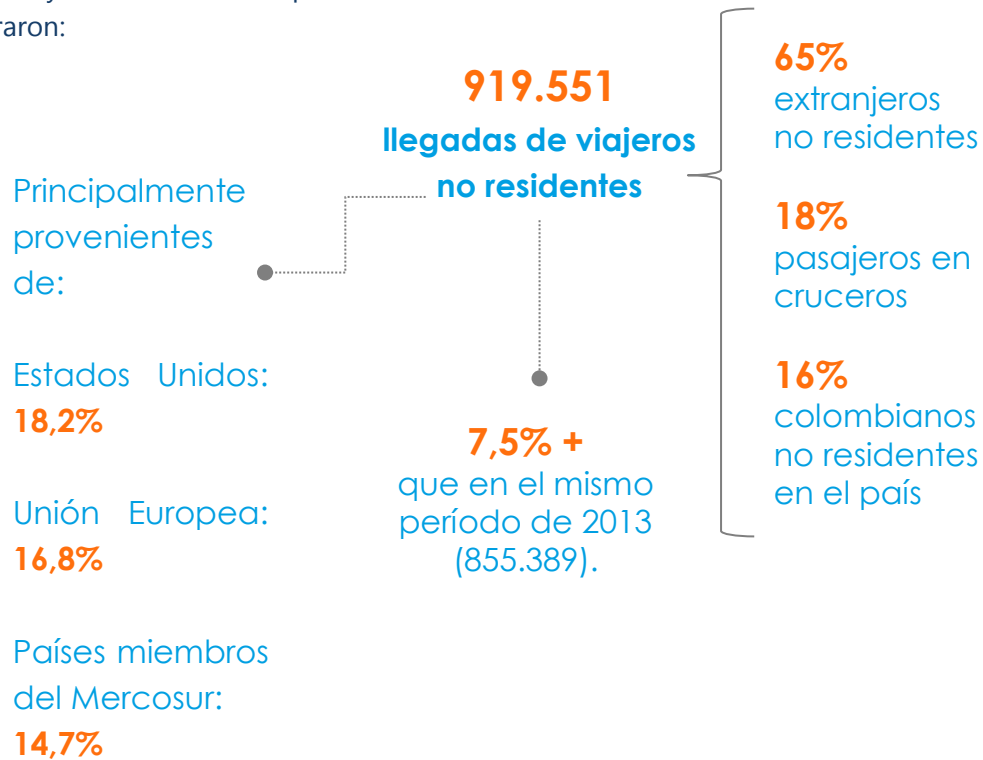 raron:
919.551
llegadas de viajeros
no residentes
Principalmente
provenientes
de:
Estados Unidos:
18,2%
Unión Europea:
16,8%
Países miembros
del Mercosur:
14,7%
7,5% +
que en el mismo
período de 2013
(855.389).
65%
extranjeros
no residentes
18%
pasajeros en
cruceros
16%
colombianos
no residentes
en el país